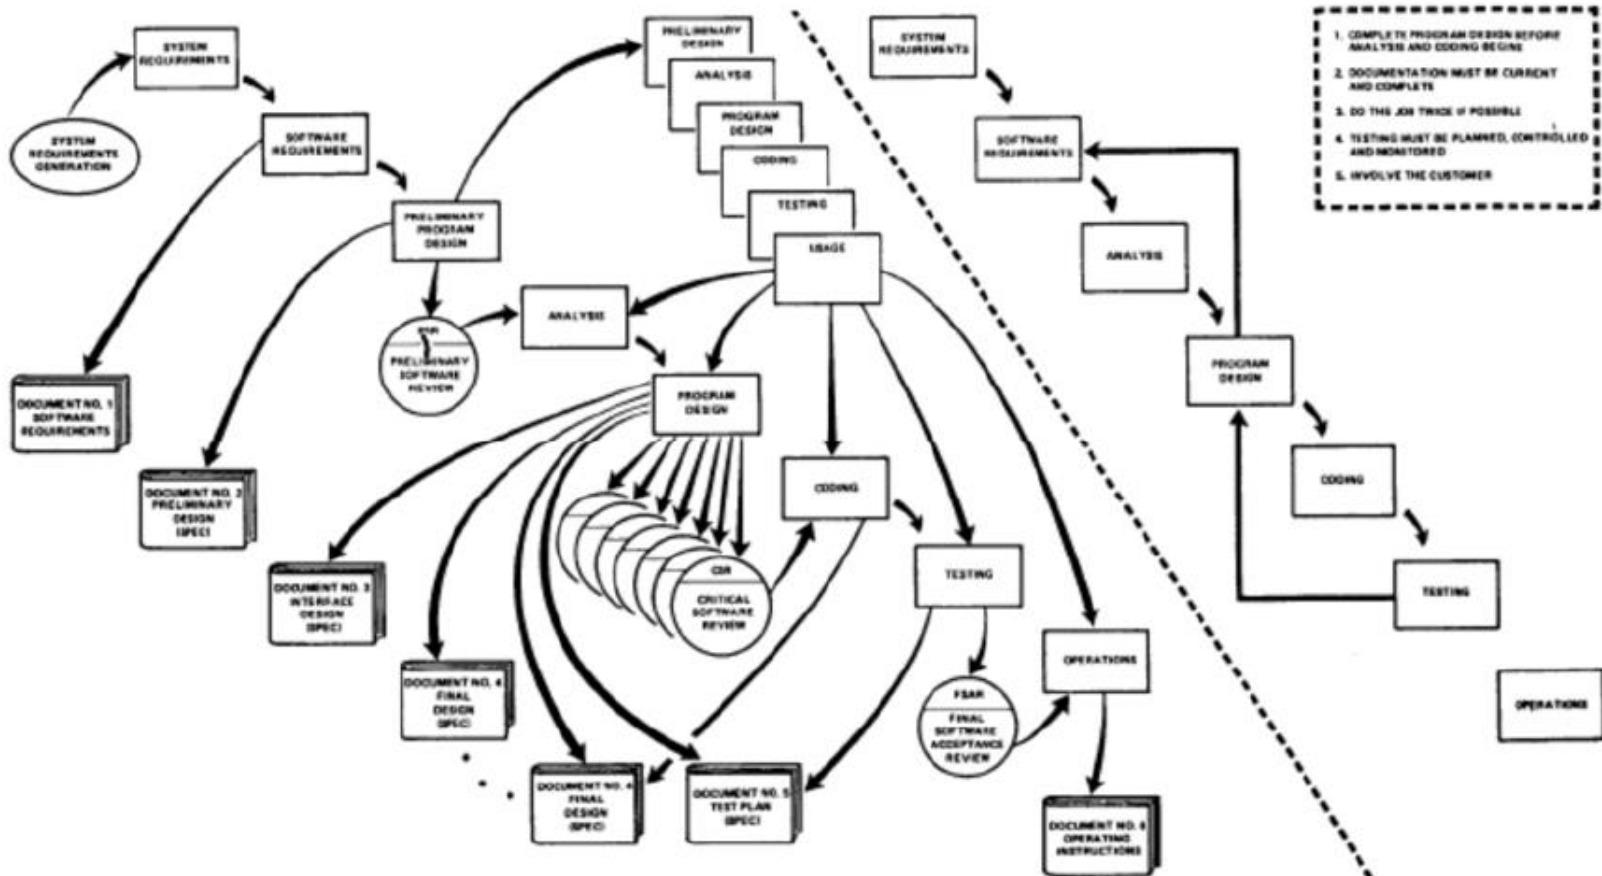 SYSTEM
REQUIREMENTS
GENERATION
SYSTEM
REQUIREMENTS
SOFTWARE
REQUIREMENTS
PRELIMINARY
PROGRAM
DESIGN
PRELIMINARY
SOFTWARE
REVIEW
PRELIMINARY
DESIGN
ANALYSIS
PROGRAM
DESIGN
CODING
TESTING
USAGE
ANALYSIS
PROGRAM
DESIGN
CSR
CRITICAL
SOFTWARE
REVIEW
CODING
TESTING
FSAR
FINAL
SOFTWARE
ACCEPTANCE
REVIEW
OPERATIONS
DOCUMENT NO. 1
SOFTWARE
REQUIREMENTS
DOCUMENT NO. 2
PRELIMINARY
DESIGN
(SPEC)
DOCUMENT NO. 3
INTERFACE
DESIGN
(SPEC)
DOCUMENT NO. 4
FINAL
DESIGN
(SPEC)
DOCUMENT NO. 4
FINAL
DESIGN
(SPEC)
DOCUMENT NO. 5
TEST PLAN
(SPEC)
DOCUMENT NO. 6
OPERATING
INSTRUCTIONS
SYSTEM
REQUIREMENTS
SOFTWARE
REQUIREMENTS
ANALYSIS
PROGRAM
DESIGN
CODING
TESTING
OPERATIONS
1. COMPLETE PROGRAM DESIGN BEFORE
ANALYSIS AND CODING BEGINS
2. DOCUMENTATION MUST BE CURRENT
AND COMPLETE
3. DO THE JOB TWICE IF POSSIBLE
4. TESTING MUST BE PLANNED, CONTROLLED
AND MONITORED
5. INVOLVE THE CUSTOMER